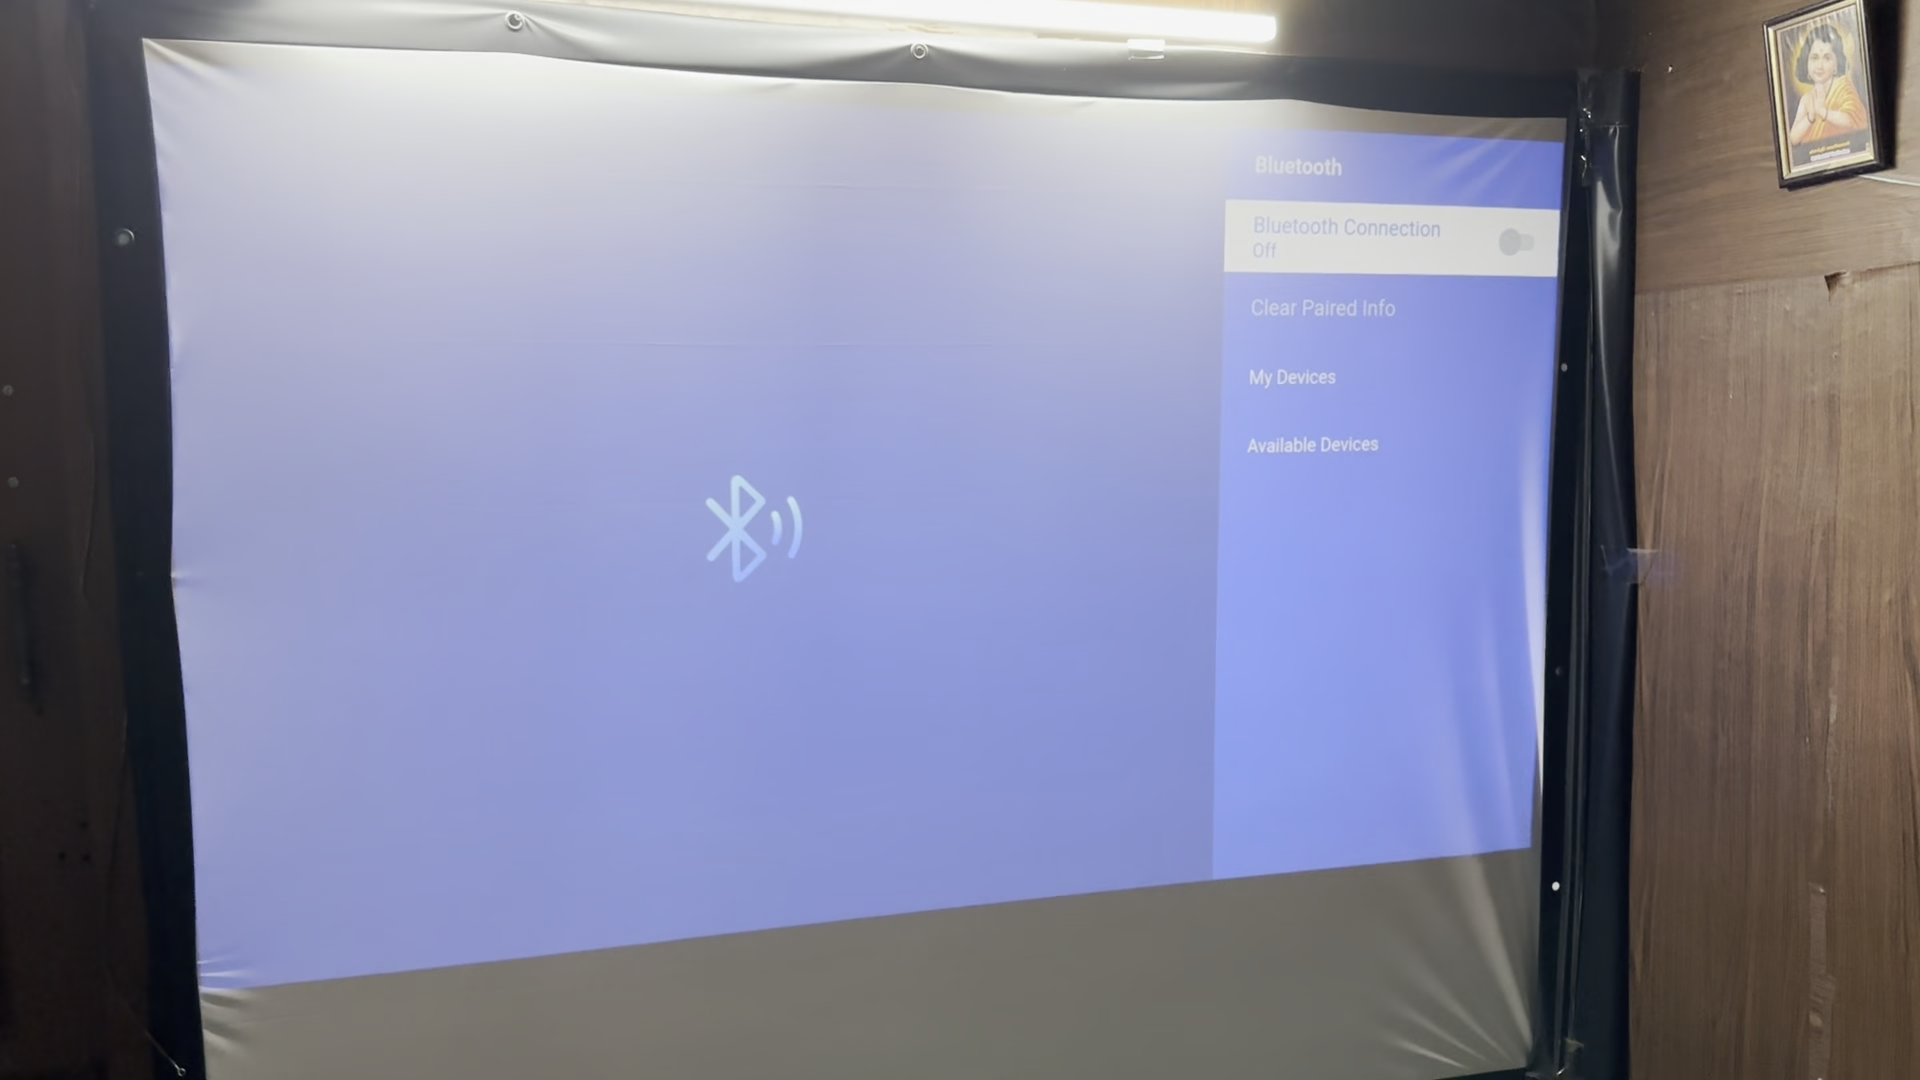 Bluetooth
Bluetooth Connection
Off
Clear Paired Info
My Devices
Available Devices